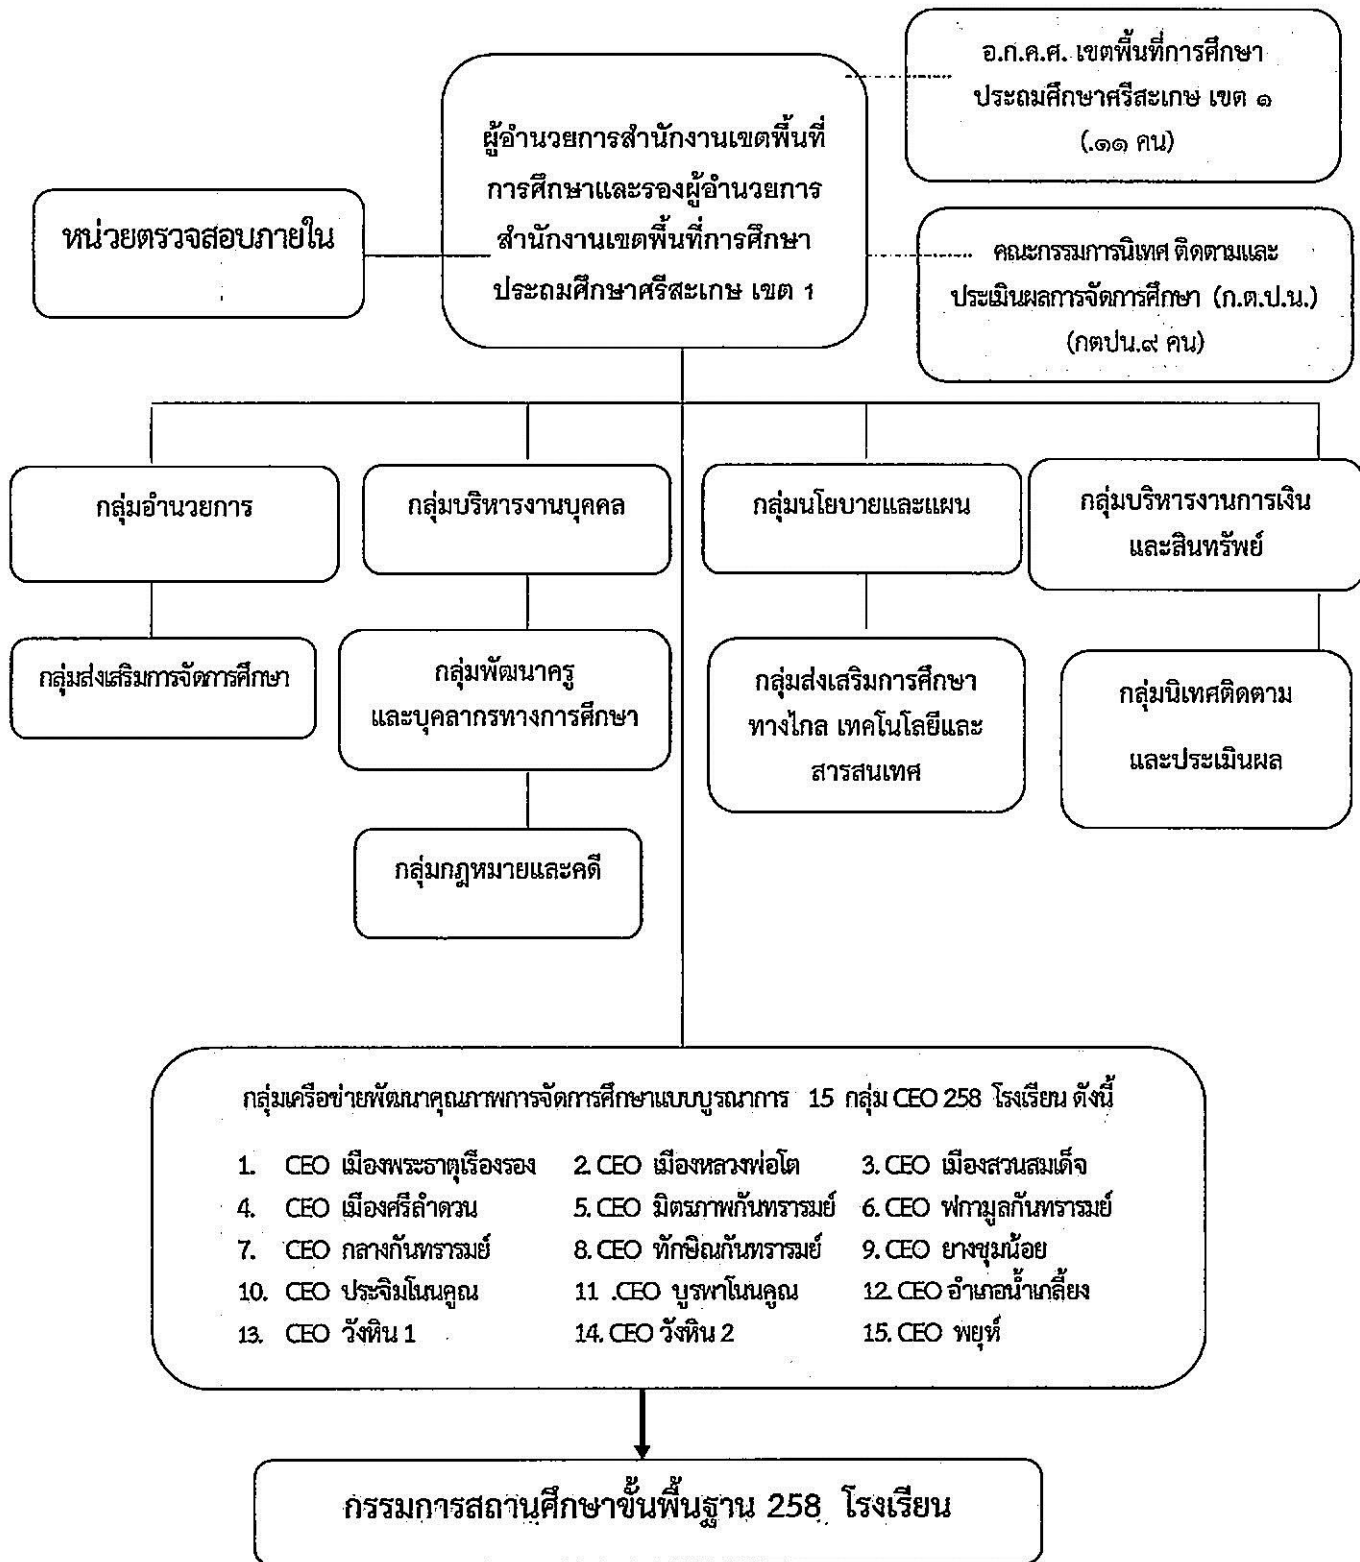 อ.ก.ค.ศ. เขตพื้นที่การศึกษา
ประถมศึกษาศรีสะเกษ เขต ๑
(.๑๑ คน)
ผู้อำนวยการสำนักงานเขตพื้นที่
การศึกษาและรองผู้อำนวยการ
สำนักงานเขตพื้นที่การศึกษา
ประถมศึกษาศรีสะเกษ เขต 1
หน่วยตรวจสอบภายใน
คณะกรรมการนิเทศ ติดตามและ
ประเมินผลการจัดการศึกษา (ก.ต.ป.น.)
(กตปน.๙ คน)
กลุ่มอำนวยการ
กลุ่มบริหารงานบุคคล
กลุ่มนโยบายและแผน
กลุ่มบริหารงานการเงิน
และสินทรัพย์
กลุ่มส่งเสริมการจัดการศึกษา
กลุ่มพัฒนาครู
และบุคลากรทางการศึกษา
กลุ่มส่งเสริมการศึกษา
ทางไกล เทคโนโลยีและ
สารสนเทศ
กลุ่มนิเทศติดตาม
และประเมินผล
กลุ่มกฎหมายและคดี
กลุ่มเครือข่ายพัฒนาคุณภาพการจัดการศึกษาแบบบูรณาการ 15 กลุ่ม CEO 258 โรงเรียน ดังนี้
1. CEO เมืองพระธาตุเรืองรอง 2. CEO เมืองหลวงพ่อโต 3. CEO เมืองสวนสมเด็จ
4. CEO เมืองศรีลำดวน 5. CEO มิตรภาพกันทรารมย์ 6. CEO ฟกามูลกันทรารมย์
7. CEO กลางกันทรารมย์ 8. CEO ทักษิณกันทรารมย์ 9. CEO ยางชุมน้อย
10. CEO ประจิมโนนคูณ 11 .CEO บูรพาโนนคูณ 12. CEO อำเภอน้ำเกลี้ยง
13. CEO วังหิน 1 14. CEO วังหิน 2 15. CEO พยุห์
กรรมการสถานศึกษาขั้นพื้นฐาน 258 โรงเรียน